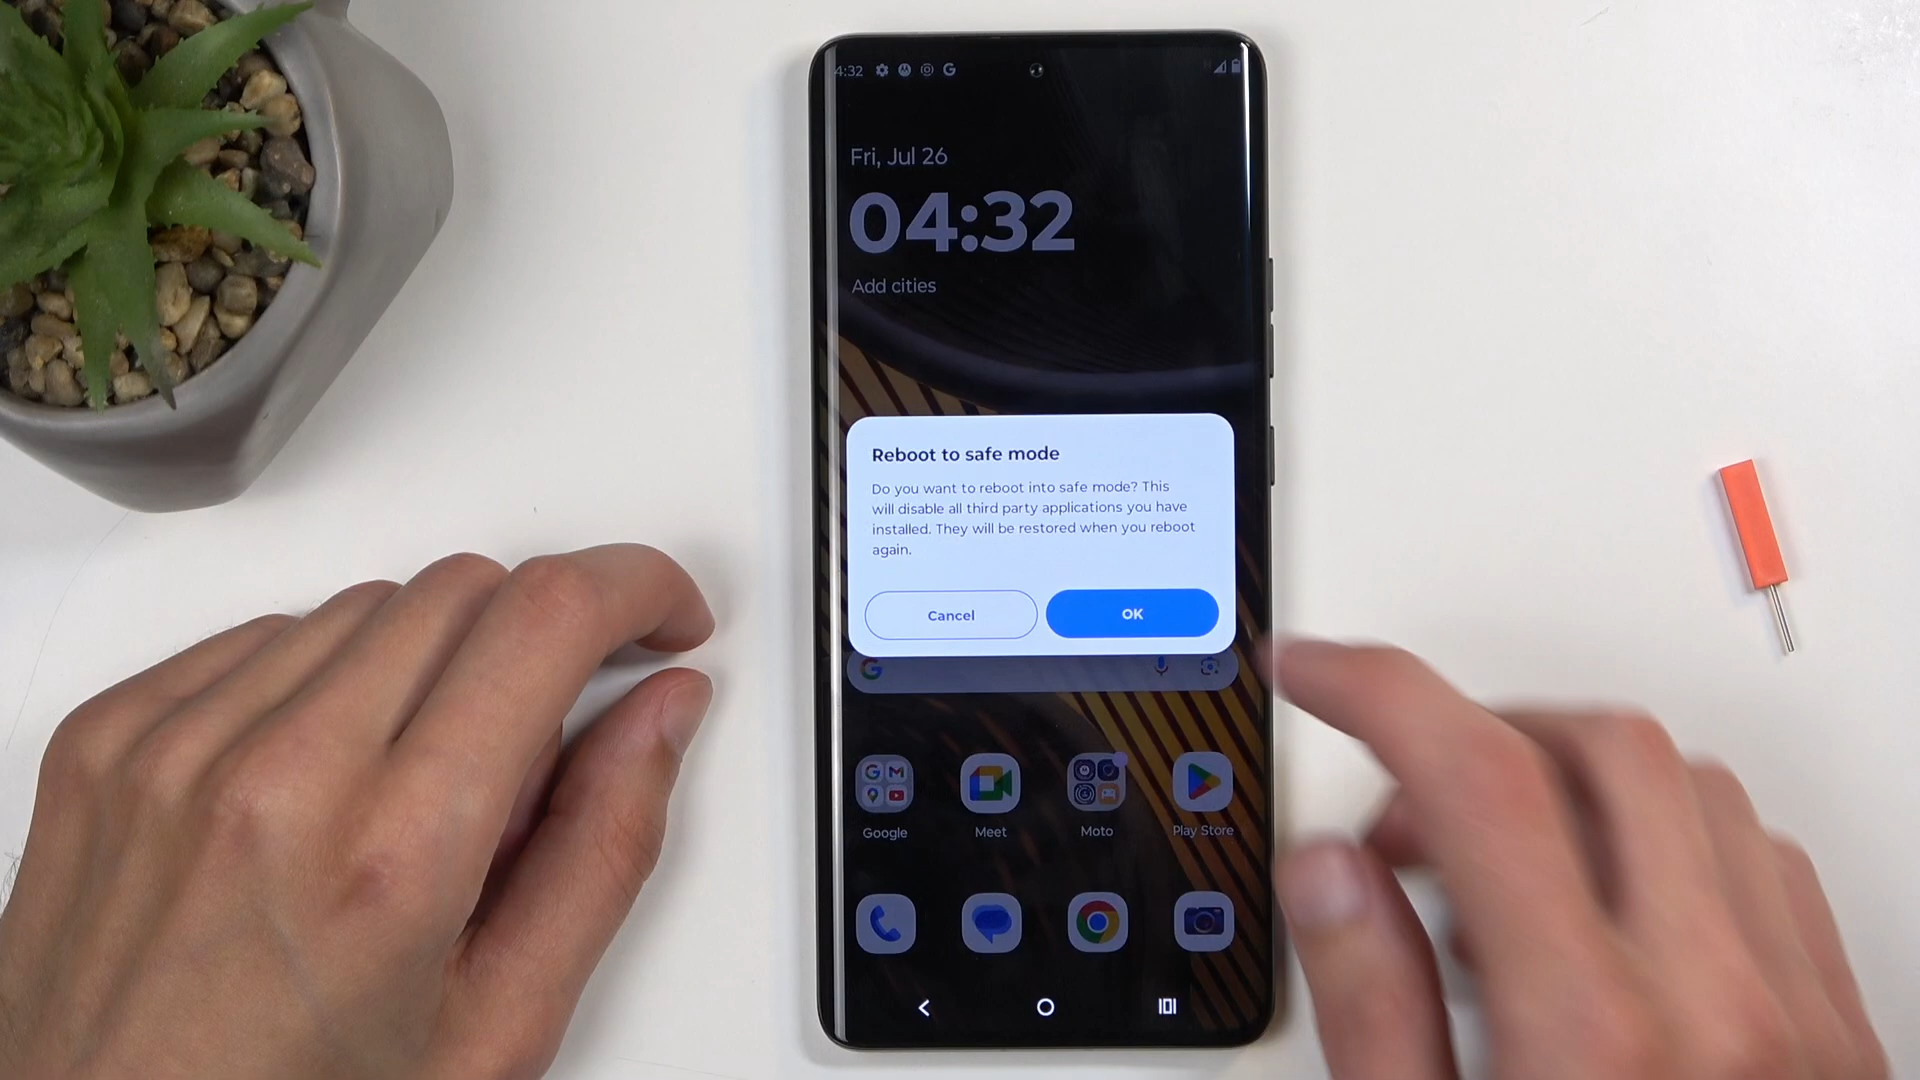 4:32
Fri, Jul 26
04:32
Add cities
Reboot to safe mode
Do you want to reboot into safe mode? This
will disable all third party applications you have
installed. They will be restored when you reboot
again.
Cancel
OK
Google
Meet
Moto
Play Store